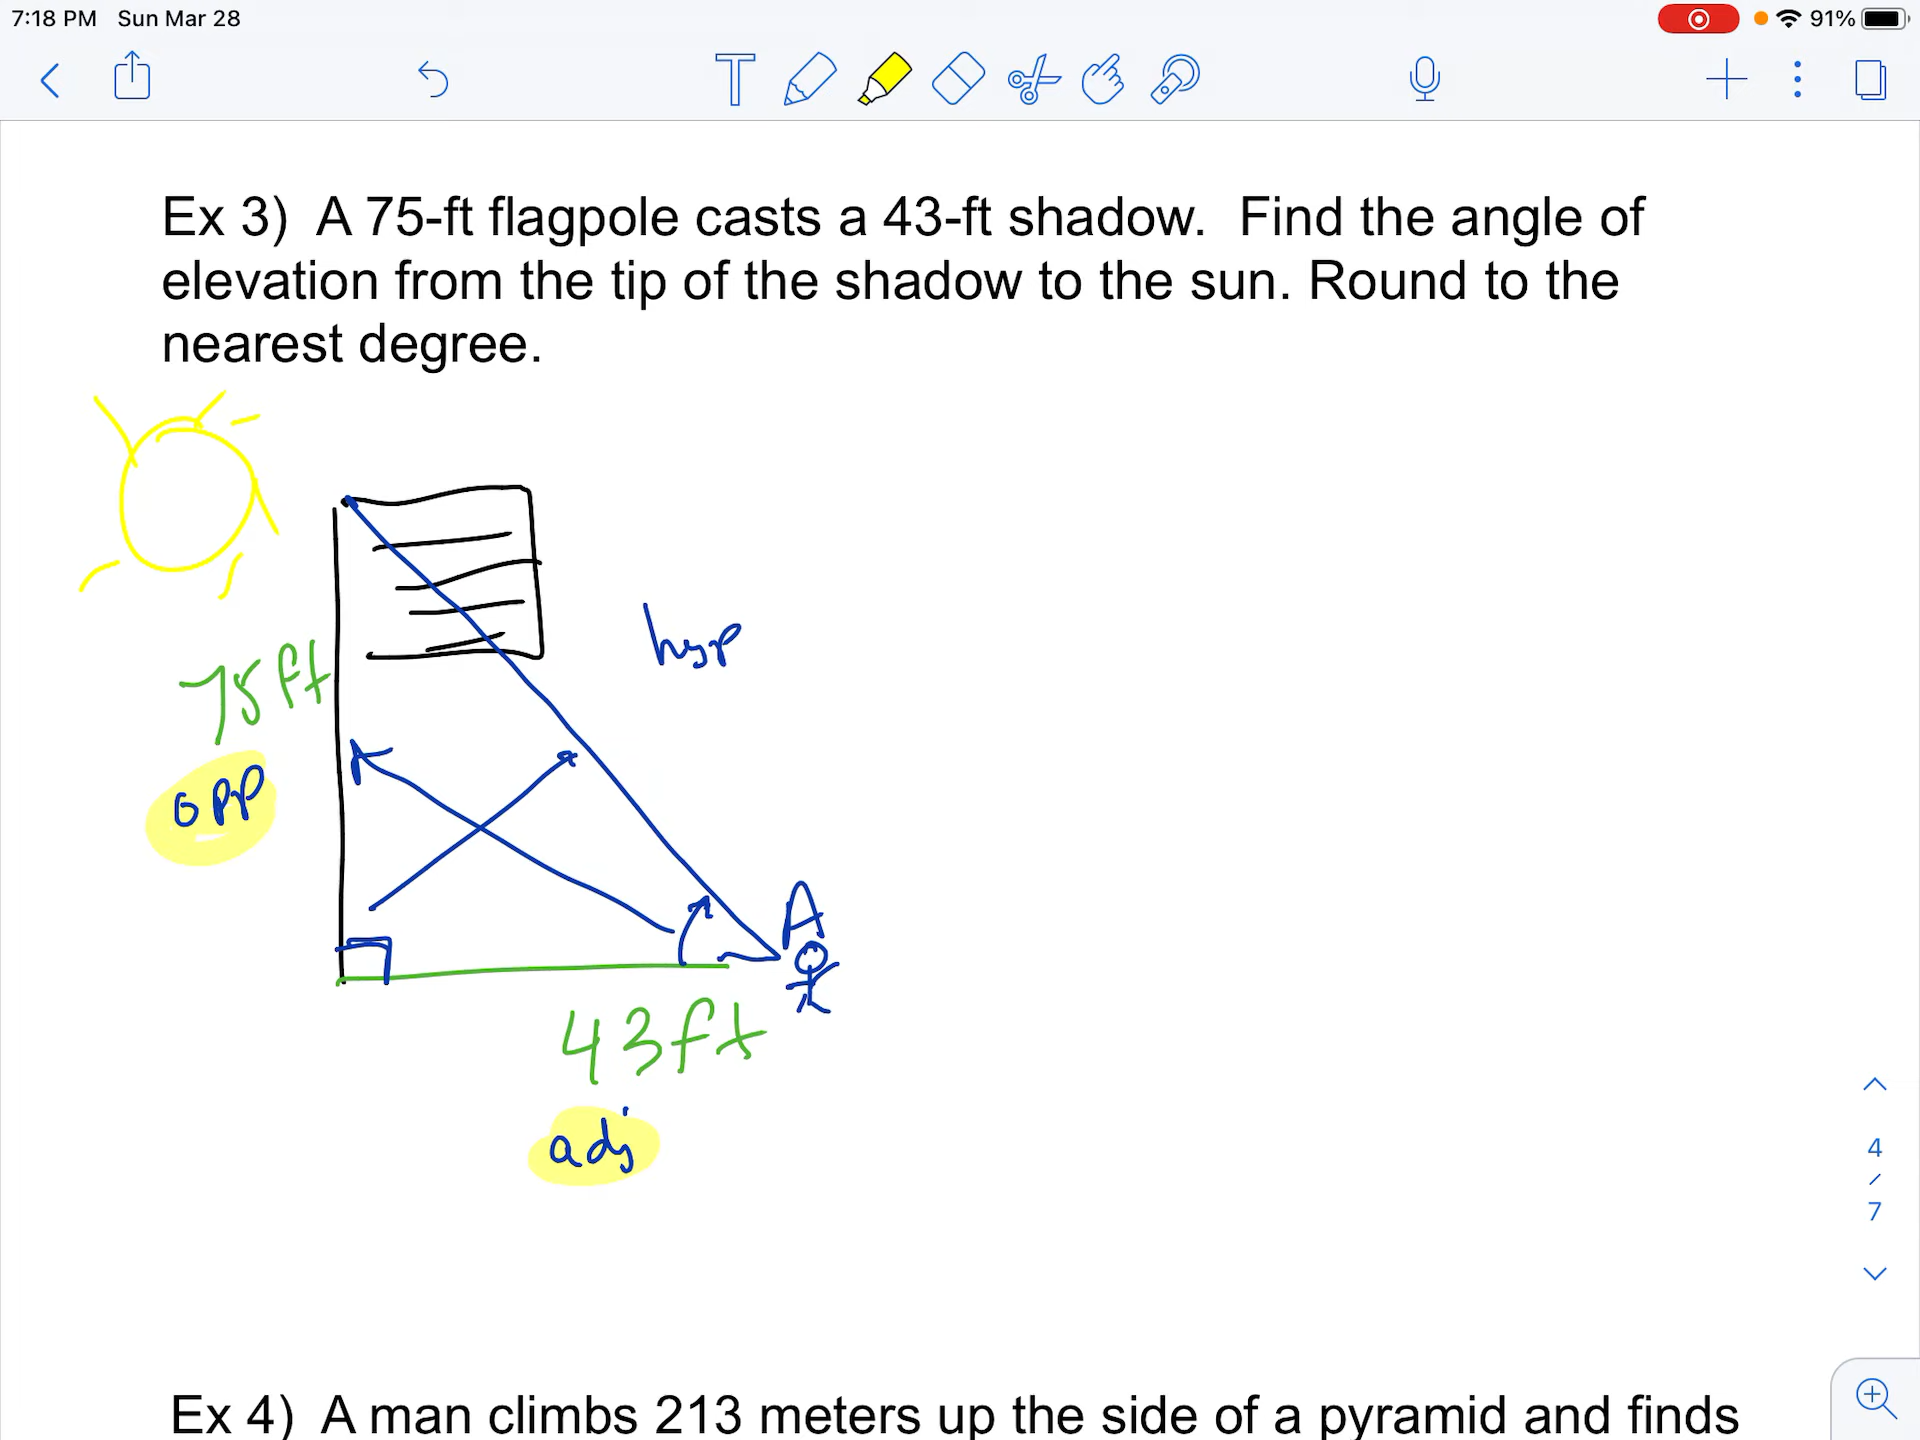 7:18 PM Sun Mar 28
91%
T
Ex 3) A 75-ft flagpole casts a 43-ft shadow. Find the angle of
elevation from the tip of the shadow to the sun. Round to the
nearest degree.
hyp
75ft
opp
A
43ft
adj
4
/
7
Ex 4) A man climbs 213 meters up the side of a pyramid and finds